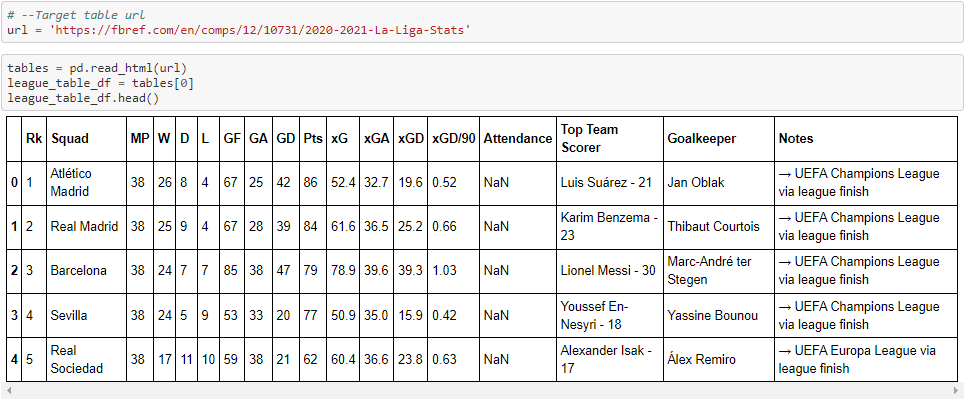 # --Target table url
url = 'https://fbref.com/en/comps/12/10731/2020-2021-La-Liga-Stats'
tables = pd.read_html(url)
league_table_df = tables[0]
league_table_df.head()
Rk Squad MP W D L GF GA GD Pts xG xGA xGD xGD/90 Attendance Top Team Scorer Goalkeeper Notes
0 1 Atlético Madrid 38 26 8 4 67 25 42 86 52.4 32.7 19.6 0.52 NaN Luis Suárez - 21 Jan Oblak → UEFA Champions League via league finish
1 2 Real Madrid 38 25 9 4 67 28 39 84 61.6 36.5 25.2 0.66 NaN Karim Benzema - 23 Thibaut Courtois → UEFA Champions League via league finish
2 3 Barcelona 38 24 7 7 85 38 47 79 78.9 39.6 39.3 1.03 NaN Lionel Messi - 30 Marc-André ter Stegen → UEFA Champions League via league finish
3 4 Sevilla 38 24 5 9 53 33 20 77 50.9 35.0 15.9 0.42 NaN Youssef En-Nesyri - 18 Yassine Bounou → UEFA Champions League via league finish
4 5 Real Sociedad 38 17 11 10 59 38 21 62 60.4 36.6 23.8 0.63 NaN Alexander Isak - 17 Álex Remiro → UEFA Europa League via league finish